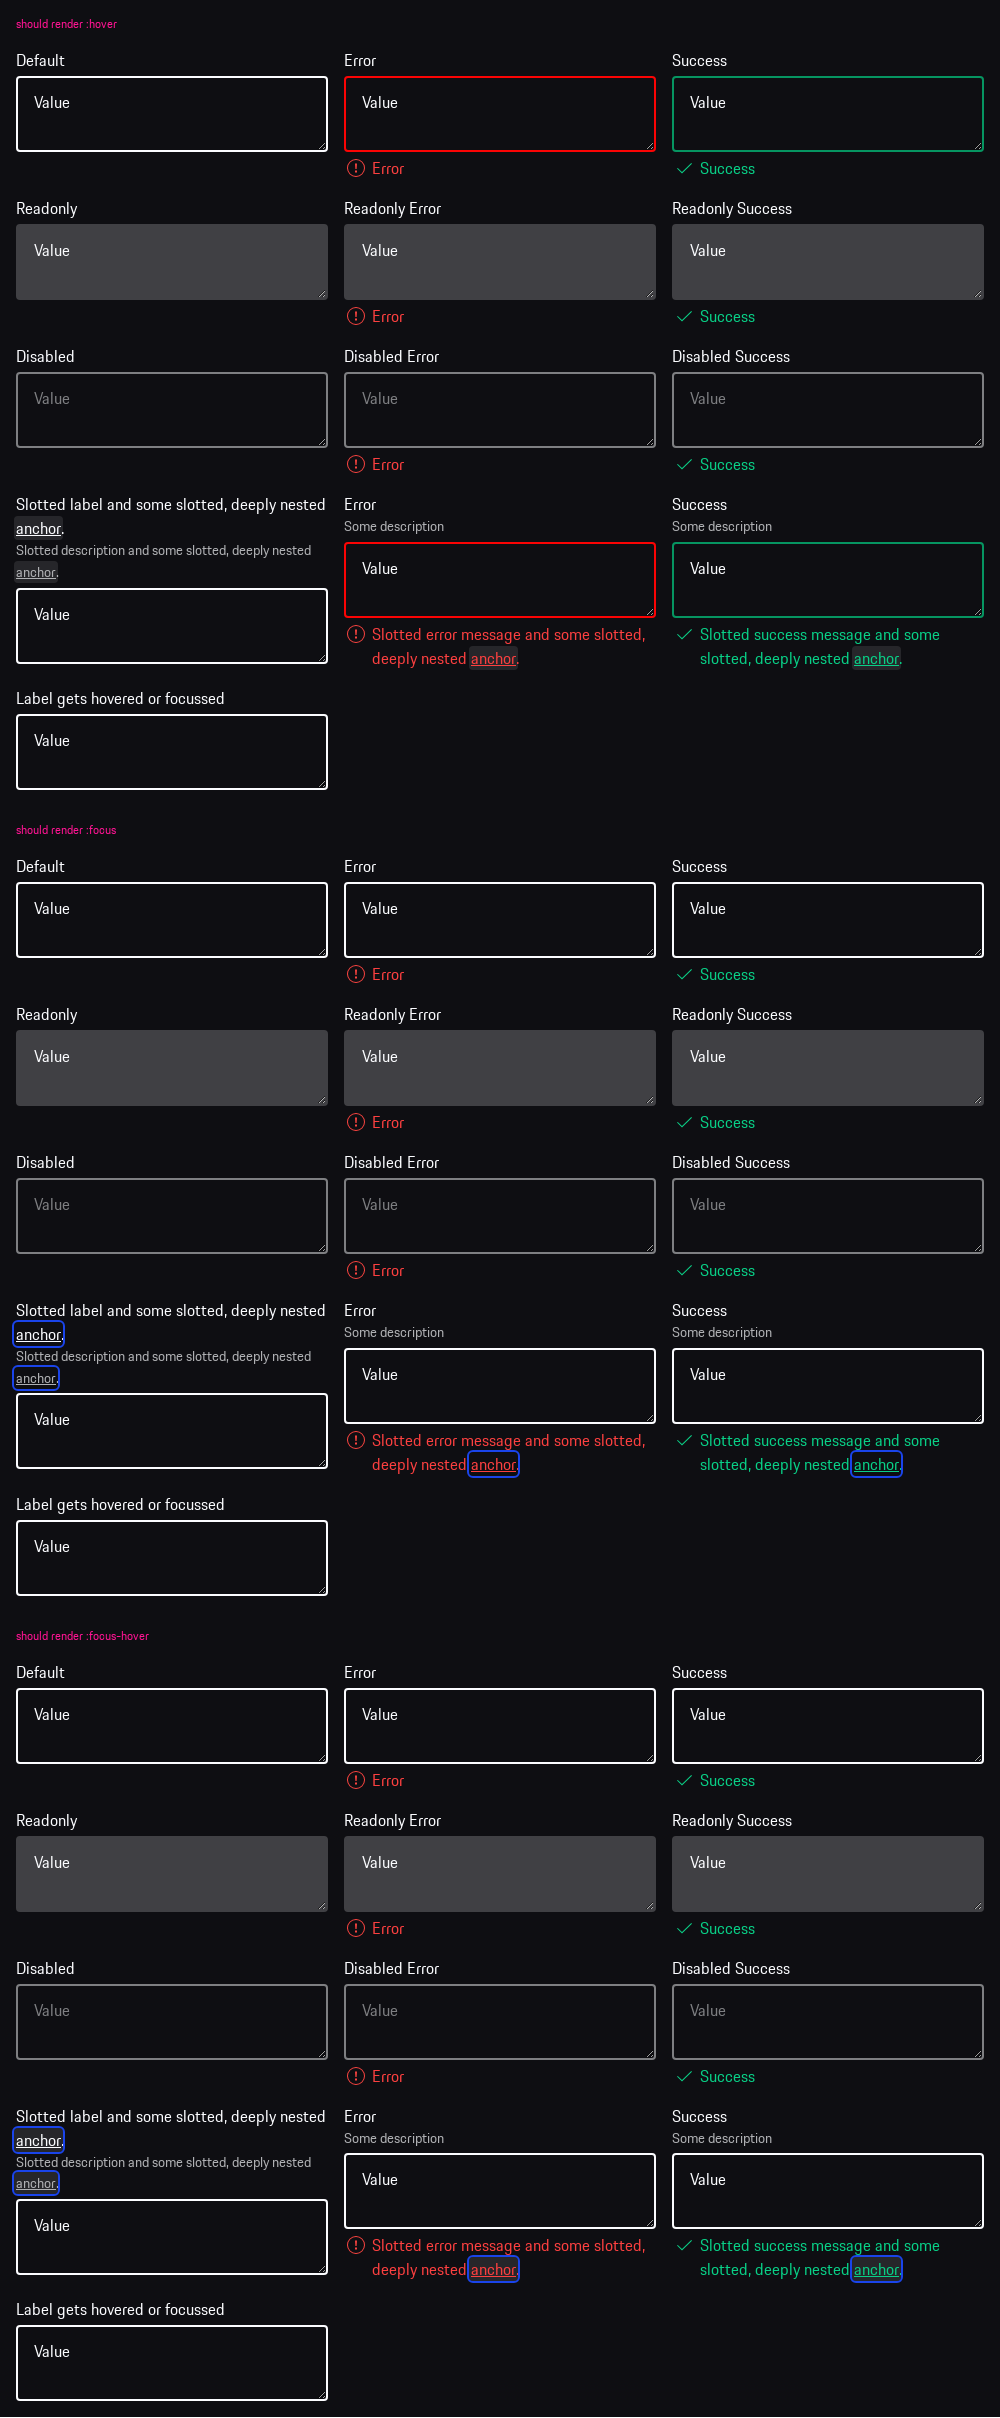 should render :hover
Default Error Success
Value Value Value
Error Success
Readonly Readonly Error Readonly Success
Value Value Value
Error Success
Disabled Disabled Error Disabled Success
Value Value Value
Error Success
Slotted label and some slotted, deeply nested
anchor.
Slotted description and some slotted, deeply nested
anchor.
Value
Error
Some description
Value
Slotted error message and some slotted,
deeply nested anchor.
Success
Some description
Value
Slotted success message and some
slotted, deeply nested anchor.
Label gets hovered or focussed
Value
should render :focus
Default Error Success
Value Value Value
Error Success
Readonly Readonly Error Readonly Success
Value Value Value
Error Success
Disabled Disabled Error Disabled Success
Value Value Value
Error Success
Slotted label and some slotted, deeply nested
anchor.
Slotted description and some slotted, deeply nested
anchor.
Value
Error
Some description
Value
Slotted error message and some slotted,
deeply nested anchor.
Success
Some description
Value
Slotted success message and some
slotted, deeply nested anchor.
Label gets hovered or focussed
Value
should render :focus-hover
Default Error Success
Value Value Value
Error Success
Readonly Readonly Error Readonly Success
Value Value Value
Error Success
Disabled Disabled Error Disabled Success
Value Value Value
Error Success
Slotted label and some slotted, deeply nested
anchor.
Slotted description and some slotted, deeply nested
anchor.
Value
Error
Some description
Value
Slotted error message and some slotted,
deeply nested anchor.
Success
Some description
Value
Slotted success message and some
slotted, deeply nested anchor.
Label gets hovered or focussed
Value